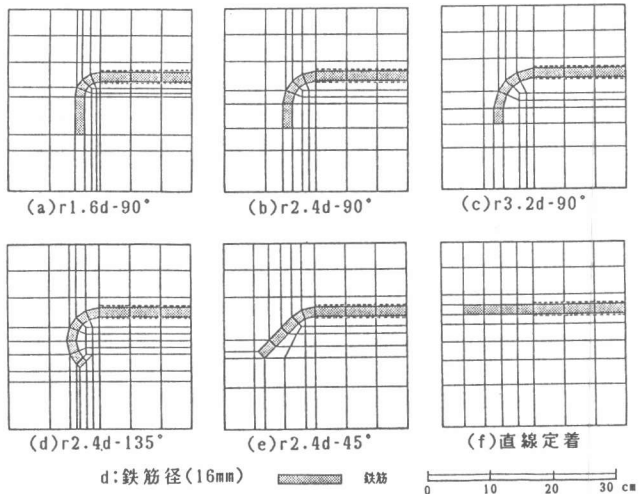 (a)r1.6d-90°
(b)r2.4d-90°
(c)r3.2d-90°
(d)r2.4d-135°
(e)r2.4d-45°
(f)直線定着
d:鉄筋径(16mm)
鉄筋
0 10 20 30 cm